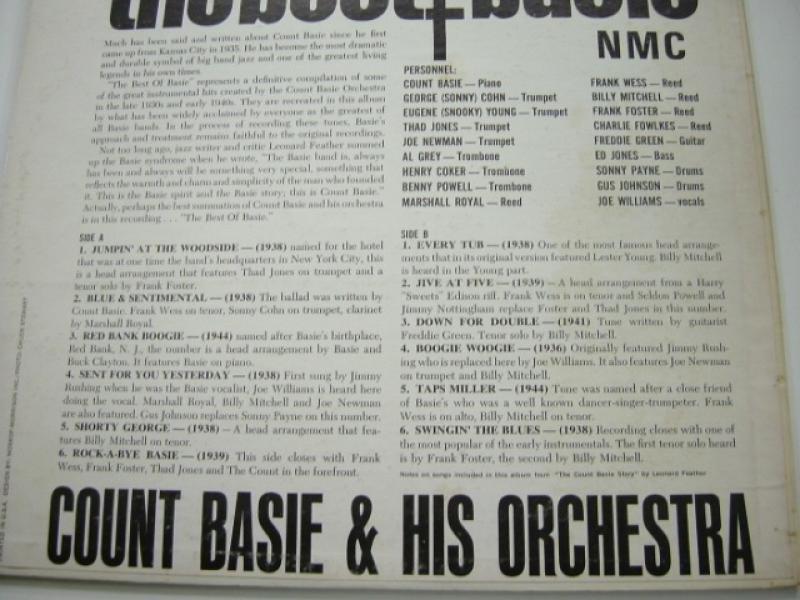 the best of basie
NMC
Much has been said and written about Count Basie since he first
came up from Kansas City in 1935. He has become the most dramatic
and durable symbol of big band jazz and one of the greatest living
legends in his own times.
"The Best Of Basie" represents a definitive compilation of some
of the great instrumental hits created by the Count Basie Orchestra
in the late 1930s and early 1940s. They are recreated in this album
by what has been widely acclaimed by everyone as the greatest of
all Basie bands. In the process of recording these tunes, Basie's
approach and treatment remains faithful to the original recordings.
Not too long ago, jazz writer and critic Leonard Feather summed
up the Basie syndrome when he wrote, "The Basie band is, always
has been and always will be something very special, something that
reflects the warmth and charm and simplicity of the man who founded
it. This is the Basie spirit and the Basie story; this is Count Basie."
Actually, perhaps the best summation of Count Basie and his orchestra
is in this recording . . . "The Best Of Basie."
PERSONNEL:
COUNT BASIE — Piano
GEORGE (SONNY) COHN — Trumpet
EUGENE (SNOOKY) YOUNG — Trumpet
THAD JONES — Trumpet
JOE NEWMAN — Trumpet
AL GREY — Trombone
HENRY COKER — Trombone
BENNY POWELL — Trombone
MARSHALL ROYAL — Reed
FRANK WESS — Reed
BILLY MITCHELL — Reed
FRANK FOSTER — Reed
CHARLIE FOWLKES — Reed
FREDDIE GREEN — Guitar
ED JONES — Bass
SONNY PAYNE — Drums
GUS JOHNSON — Drums
JOE WILLIAMS — vocals
SIDE A
1. JUMPIN' AT THE WOODSIDE — (1938) named for the hotel
that was at one time the band's headquarters in New York City, this
is a head arrangement that features Thad Jones on trumpet and a
tenor solo by Frank Foster.
2. BLUE & SENTIMENTAL — (1938) The ballad was written by
Count Basie. Frank Wess on tenor, Sonny Cohn on trumpet, clarinet
by Marshall Royal.
3. RED BANK BOOGIE — (1944) named after Basie's birthplace,
Red Bank, N. J., the number is a head arrangement by Basie and
Buck Clayton. It features Basie on piano.
4. SENT FOR YOU YESTERDAY — (1938) First sung by Jimmy
Rushing when he was the Basie vocalist, Joe Williams is heard here
doing the vocal. Marshall Royal, Billy Mitchell and Joe Newman
are also featured. Gus Johnson replaces Sonny Payne on this number.
5. SHORTY GEORGE — (1938) — A head arrangement that fea-
tures Billy Mitchell on tenor.
6. ROCK-A-BYE BASIE — (1939) This side closes with Frank
Wess, Frank Foster, Thad Jones and The Count in the forefront.
SIDE B
1. EVERY TUB — (1938) One of the most famous head arrange-
ments that in its original version featured Lester Young. Billy Mitchell
is heard in the Young part.
2. JIVE AT FIVE — (1939) — A head arrangement from a Harry
"Sweets" Edison riff. Frank Wess is on tenor and Seldon Powell and
Jimmy Nottingham replace Foster and Thad Jones in this number.
3. DOWN FOR DOUBLE — (1941) Tune written by guitarist
Freddie Green. Tenor solo by Billy Mitchell.
4. BOOGIE WOOGIE — (1936) Originally featured Jimmy Rush-
ing who is replaced here by Joe Williams. It also features Joe Newman
on trumpet and Billy Mitchell.
5. TAPS MILLER — (1944) Tune was named after a close friend
of Basie's who was a well known dancer-singer-trumpeter. Frank
Wess is on alto, Billy Mitchell on tenor.
6. SWINGIN' THE BLUES — (1938) Recording closes with one of
the most popular of the early instrumentals. The first tenor solo heard
is by Frank Foster, the second by Billy Mitchell.
Notes on songs included in this album from "The Count Basie Story" by Leonard Feather
COUNT BASIE & HIS ORCHESTRA
PRINTED IN U.S.A.